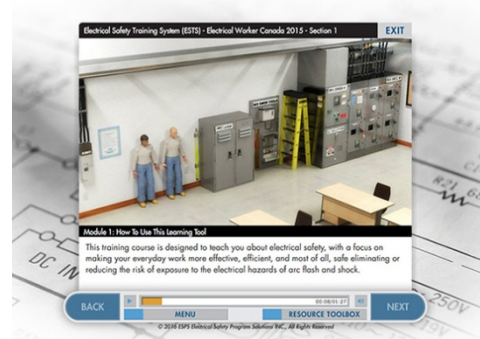 Electrical Safety Training System (ESTS) - Electrical Worker Canada 2015 - Section 1
EXIT
Module 1: How To Use This Learning Tool
This training course is designed to teach you about electrical safety, with a focus on
making your everyday work more effective, efficient, and most of all, safe eliminating or
reducing the risk of exposure to the electrical hazards of arc flash and shock.
DC IN
R21
250V
BACK
00:08/01:27
NEXT
MENU
RESOURCE TOOLBOX
© 2016 ESPS Electrical Safety Program Solutions INC., All Rights Reserved